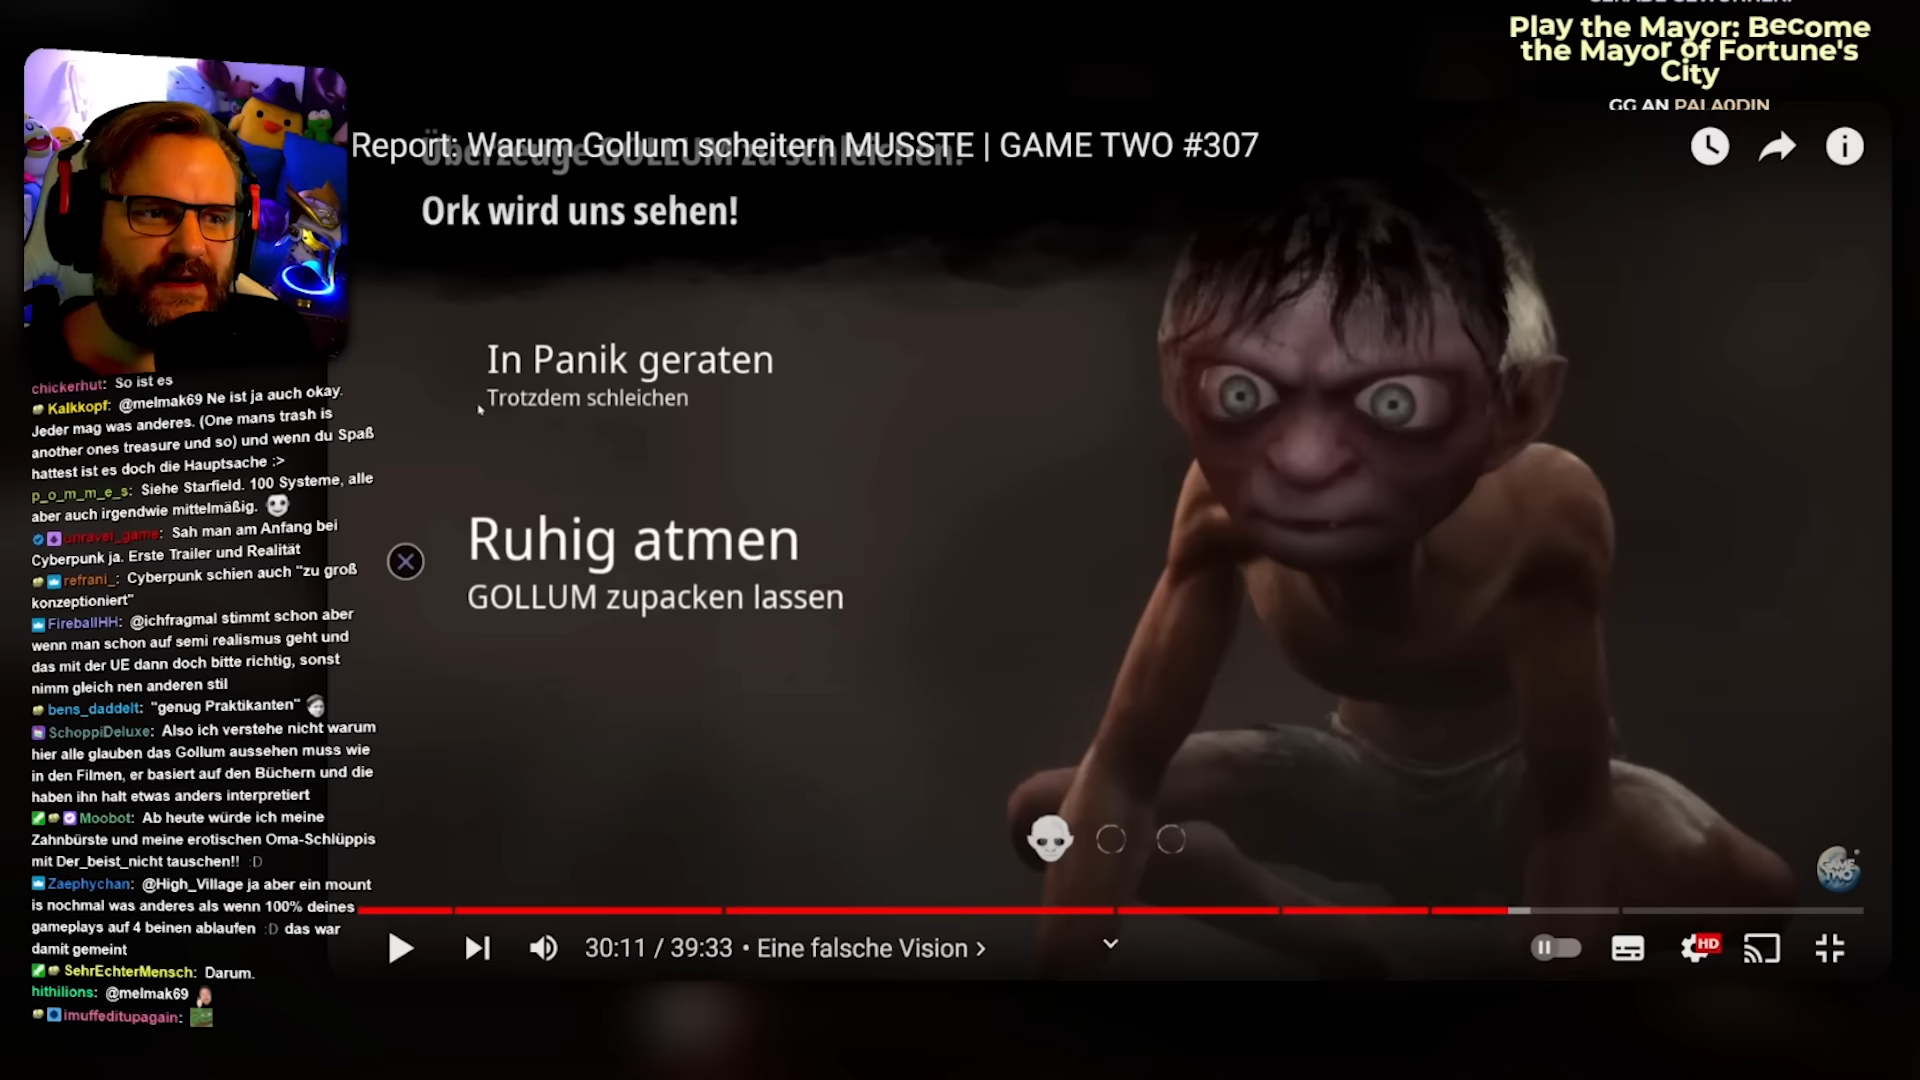 Play the Mayor: Become
the Mayor of Fortune's
City
GG AN PALA0DIN
Report: Warum Gollum scheitern MUSSTE | GAME TWO #307
Überzeuge GOLLUM zu schleichen!
Ork wird uns sehen!
In Panik geraten
Trotzdem schleichen
Ruhig atmen
GOLLUM zupacken lassen
chickerhut: So ist es
Kalkkopf: @melmak69 Ne ist ja auch okay.
Jeder mag was anderes. (One mans trash is
another ones treasure und so) und wenn du Spaß
hattest ist es doch die Hauptsache :>
p_o_m_m_e_s: Siehe Starfield. 100 Systeme, alle
aber auch irgendwie mittelmäßig.
unravel_game: Sah man am Anfang bei
Cyberpunk ja. Erste Trailer und Realität
refrani_: Cyberpunk schien auch "zu groß
konzeptioniert"
FireballHH: @ichfragmal stimmt schon aber
wenn man schon auf semi realismus geht und
das mit der UE dann doch bitte richtig, sonst
nimm gleich nen anderen stil
bens_daddelt: "genug Praktikanten"
SchoppiDeluxe: Also ich verstehe nicht warum
hier alle glauben das Gollum aussehen muss wie
in den Filmen, er basiert auf den Büchern und die
haben ihn halt etwas anders interpretiert
Moobot: Ab heute würde ich meine
Zahnbürste und meine erotischen Oma-Schlüppis
mit Der_beist_nicht tauschen!! :D
Zaephychan: @High_Village ja aber ein mount
is nochmal was anderes als wenn 100% deines
gameplays auf 4 beinen ablaufen :D das war
damit gemeint
SehrEchterMensch: Darum.
hithilions: @melmak69
imuffeditupagain:
GAME
TWO
30:11 / 39:33 • Eine falsche Vision ›
HD